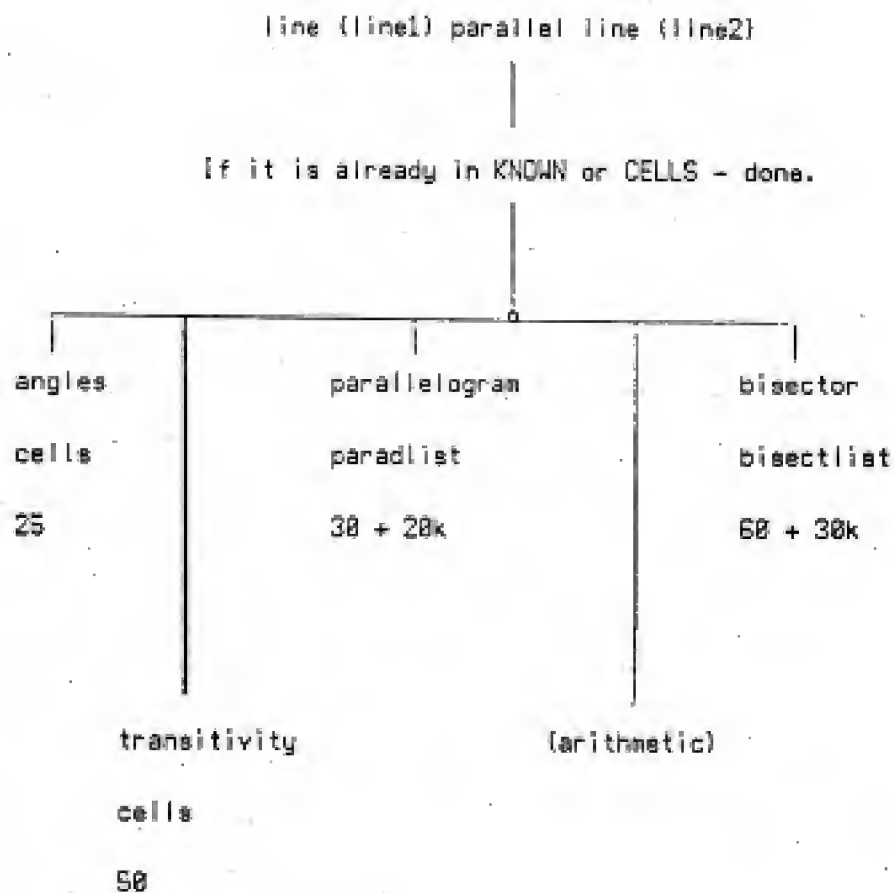 line (line1) parallel line (line2)
If it is already in KNOWN or CELLS - done.
angles
cells
25
parallelogram
paradlist
30 + 20k
bisector
bisectlist
60 + 30k
transitivity
cells
50
(arithmetic)